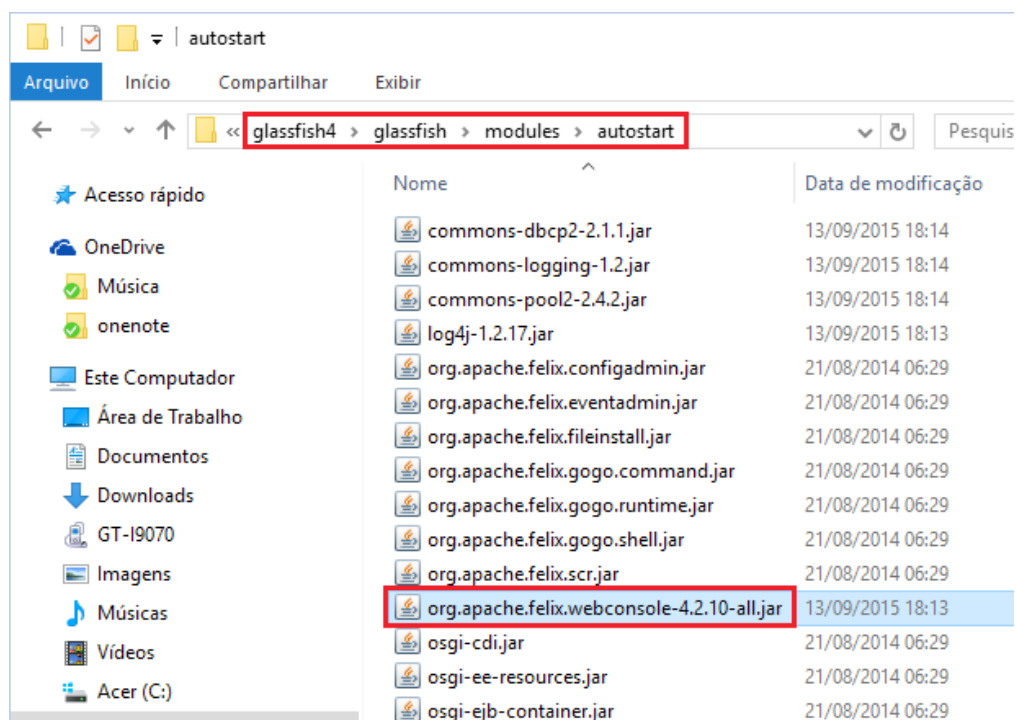 autostart
Arquivo Início Compartilhar Exibir
« glassfish4 > glassfish > modules > autostart Pesquis
Nome Data de modificação
Acesso rápido
OneDrive
Música
onenote
Este Computador
Área de Trabalho
Documentos
Downloads
GT-I9070
Imagens
Músicas
Vídeos
Acer (C:)
commons-dbcp2-2.1.1.jar 13/09/2015 18:14
commons-logging-1.2.jar 13/09/2015 18:14
commons-pool2-2.4.2.jar 13/09/2015 18:14
log4j-1.2.17.jar 13/09/2015 18:13
org.apache.felix.configadmin.jar 21/08/2014 06:29
org.apache.felix.eventadmin.jar 21/08/2014 06:29
org.apache.felix.fileinstall.jar 21/08/2014 06:29
org.apache.felix.gogo.command.jar 21/08/2014 06:29
org.apache.felix.gogo.runtime.jar 21/08/2014 06:29
org.apache.felix.gogo.shell.jar 21/08/2014 06:29
org.apache.felix.scr.jar 21/08/2014 06:29
org.apache.felix.webconsole-4.2.10-all.jar 13/09/2015 18:13
osgi-cdi.jar 21/08/2014 06:29
osgi-ee-resources.jar 21/08/2014 06:29
osgi-ejb-container.jar 21/08/2014 06:29